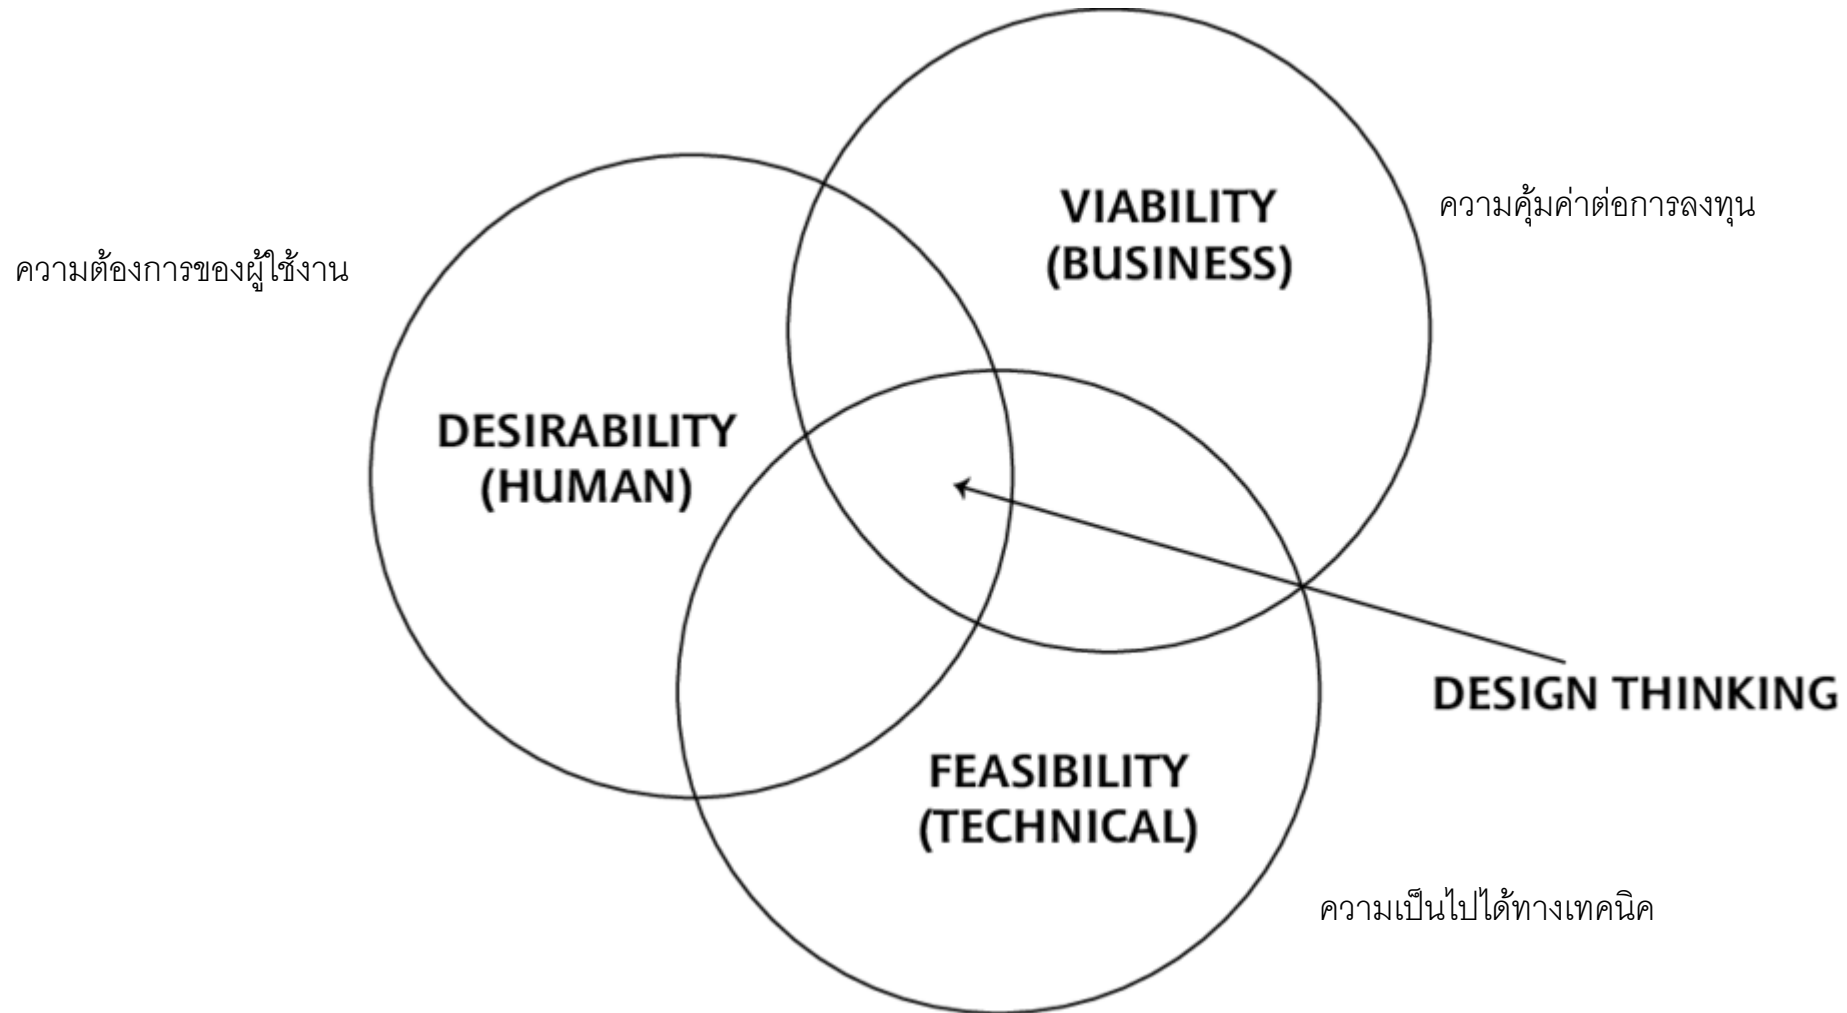 VIABILITY
(BUSINESS)
ความคุ้มค่าต่อการลงทุน
ความต้องการของผู้ใช้งาน
DESIRABILITY
(HUMAN)
DESIGN THINKING
FEASIBILITY
(TECHNICAL)
ความเป็นไปได้ทางเทคนิค